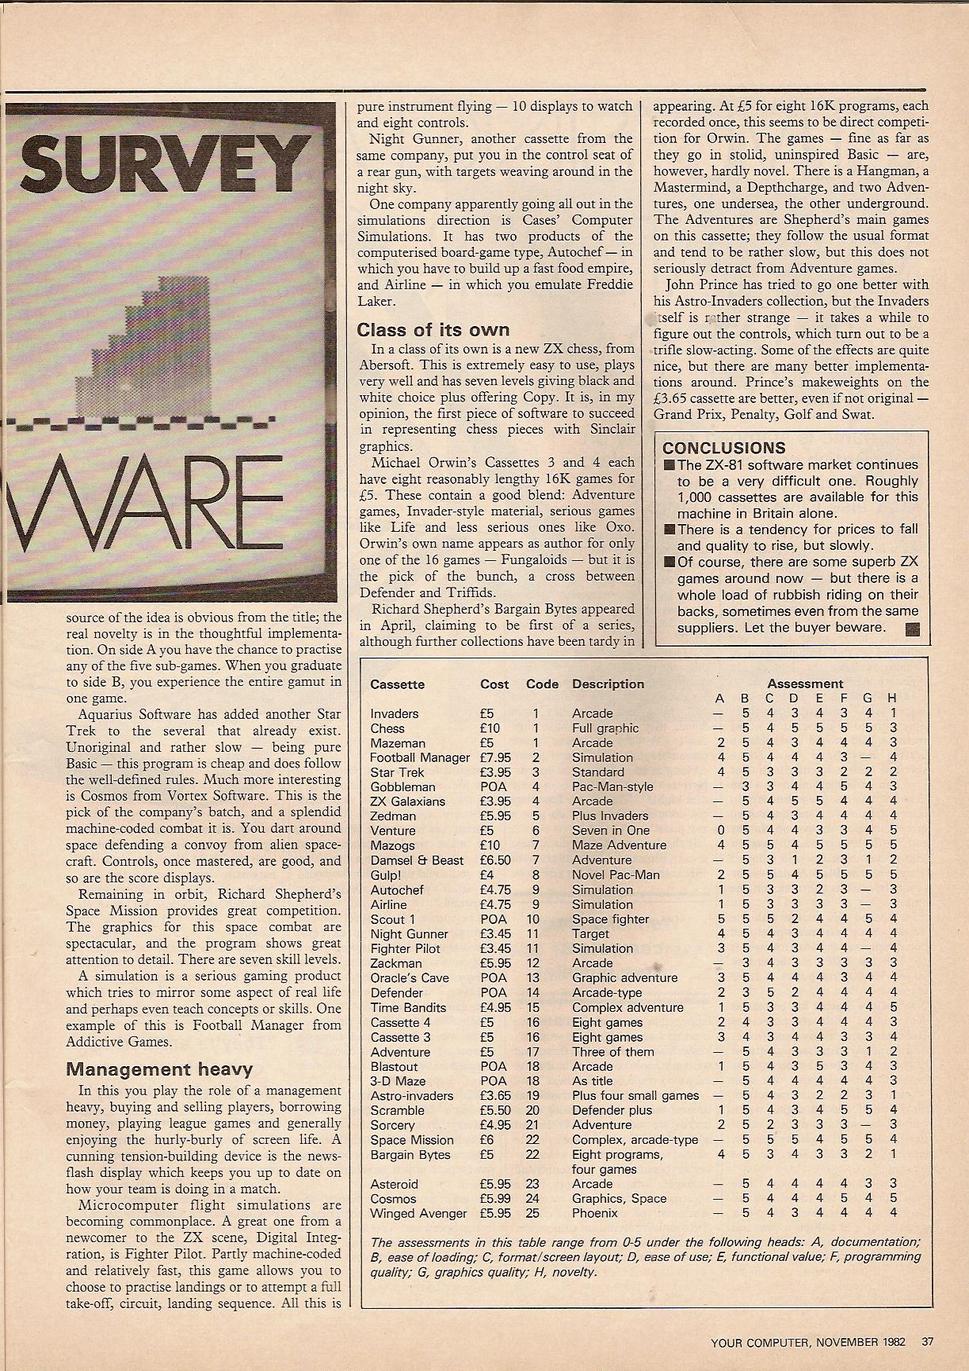 SURVEY
WARE
source of the idea is obvious from the title; the
real novelty is in the thoughtful implementa-
tion. On side A you have the chance to practise
any of the five sub-games. When you graduate
to side B, you experience the entire gamut in
one game.
Aquarius Software has added another Star
Trek to the several that already exist.
Unoriginal and rather slow — being pure
Basic — this program is cheap and does follow
the well-defined rules. Much more interesting
is Cosmos from Vortex Software. This is the
pick of the company's batch, and a splendid
machine-coded combat it is. You dart around
space defending a convoy from alien space-
craft. Controls, once mastered, are good, and
so are the score displays.
Remaining in orbit, Richard Shepherd's
Space Mission provides great competition.
The graphics for this space combat are
spectacular, and the program shows great
attention to detail. There are seven skill levels.
A simulation is a serious gaming product
which tries to mirror some aspect of real life
and perhaps even teach concepts or skills. One
example of this is Football Manager from
Addictive Games.
Management heavy
In this you play the role of a management
heavy, buying and selling players, borrowing
money, playing league games and generally
enjoying the hurly-burly of screen life. A
cunning tension-building device is the news-
flash display which keeps you up to date on
how your team is doing in a match.
Microcomputer flight simulations are
becoming commonplace. A great one from a
newcomer to the ZX scene, Digital Integ-
ration, is Fighter Pilot. Partly machine-coded
and relatively fast, this game allows you to
choose to practise landings or to attempt a full
take-off, circuit, landing sequence. All this is
pure instrument flying — 10 displays to watch
and eight controls.
Night Gunner, another cassette from the
same company, put you in the control seat of
a rear gun, with targets weaving around in the
night sky.
One company apparently going all out in the
simulations direction is Cases' Computer
Simulations. It has two products of the
computerised board-game type, Autochef — in
which you have to build up a fast food empire,
and Airline — in which you emulate Freddie
Laker.
Class of its own
In a class of its own is a new ZX chess, from
Abersoft. This is extremely easy to use, plays
very well and has seven levels giving black and
white choice plus offering Copy. It is, in my
opinion, the first piece of software to succeed
in representing chess pieces with Sinclair
graphics.
Michael Orwin's Cassettes 3 and 4 each
have eight reasonably lengthy 16K games for
£5. These contain a good blend: Adventure
games, Invader-style material, serious games
like Life and less serious ones like Oxo.
Orwin's own name appears as author for only
one of the 16 games — Fungaloids — but it is
the pick of the bunch, a cross between
Defender and Triffids.
Richard Shepherd's Bargain Bytes appeared
in April, claiming to be first of a series,
although further collections have been tardy in
appearing. At £5 for eight 16K programs, each
recorded once, this seems to be direct competi-
tion for Orwin. The games — fine as far as
they go in stolid, uninspired Basic — are,
however, hardly novel. There is a Hangman, a
Mastermind, a Depthcharge, and two Adven-
tures, one undersea, the other underground.
The Adventures are Shepherd's main games
on this cassette; they follow the usual format
and tend to be rather slow, but this does not
seriously detract from Adventure games.
John Prince has tried to go one better with
his Astro-Invaders collection, but the Invaders
itself is rather strange — it takes a while to
figure out the controls, which turn out to be a
trifle slow-acting. Some of the effects are quite
nice, but there are many better implementa-
tions around. Prince's makeweights on the
£3.65 cassette are better, even if not original —
Grand Prix, Penalty, Golf and Swat.
CONCLUSIONS
■The ZX-81 software market continues
to be a very difficult one. Roughly
1,000 cassettes are available for this
machine in Britain alone.
■There is a tendency for prices to fall
and quality to rise, but slowly.
■Of course, there are some superb ZX
games around now — but there is a
whole load of rubbish riding on their
backs, sometimes even from the same
suppliers. Let the buyer beware. ■
Cassette Cost Code Description Assessment
A B C D E F G H
Invaders £5 1 Arcade — 5 4 3 4 3 4 1
Chess £10 1 Full graphic — 5 4 5 5 5 5 3
Mazeman £5 1 Arcade 2 5 4 3 4 4 4 3
Football Manager £7.95 2 Simulation 4 5 4 4 4 3 — 4
Star Trek £3.95 3 Standard 4 5 3 3 3 2 2 2
Gobbleman POA 4 Pac-Man-style — 3 3 4 4 5 4 3
ZX Galaxians £3.95 4 Arcade — 5 4 5 5 4 4 4
Zedman £5.95 5 Plus Invaders — 5 4 3 4 4 4 4
Venture £5 6 Seven in One 0 5 4 4 3 3 4 5
Mazogs £10 7 Maze Adventure 4 5 5 4 5 5 5 5
Damsel & Beast £6.50 7 Adventure — 5 3 1 2 3 1 2
Gulp! £4 8 Novel Pac-Man 2 5 5 4 5 5 5 5
Autochef £4.75 9 Simulation 1 5 3 3 2 3 — 3
Airline £4.75 9 Simulation 1 5 3 3 3 3 — 3
Scout 1 POA 10 Space fighter 5 5 5 2 4 4 5 4
Night Gunner £3.45 11 Target 4 5 4 3 4 4 4 4
Fighter Pilot £3.45 11 Simulation 3 5 4 3 4 4 — 4
Zackman £5.95 12 Arcade — 3 4 3 3 3 3 3
Oracle's Cave POA 13 Graphic adventure 3 5 4 4 4 3 4 4
Defender POA 14 Arcade-type 2 3 5 2 4 4 4 4
Time Bandits £4.95 15 Complex adventure 1 5 3 3 4 4 4 5
Cassette 4 £5 16 Eight games 2 4 3 3 4 4 4 3
Cassette 3 £5 16 Eight games 3 4 3 4 4 3 3 4
Adventure £5 17 Three of them — 5 4 3 3 3 1 2
Blastout POA 18 Arcade 1 5 4 3 5 3 4 3
3-D Maze POA 18 As title — 5 4 4 4 4 4 3
Astro-invaders £3.65 19 Plus four small games — 5 4 3 2 2 3 1
Scramble £5.50 20 Defender plus 1 5 4 3 4 5 5 4
Sorcery £4.95 21 Adventure 2 5 2 3 3 3 — 3
Space Mission £6 22 Complex, arcade-type — 5 5 5 4 5 5 4
Bargain Bytes £5 22 Eight programs, 4 5 3 4 3 3 2 1
four games
Asteroid £5.95 23 Arcade — 5 4 4 4 4 3 3
Cosmos £5.99 24 Graphics, Space — 5 4 4 4 5 4 5
Winged Avenger £5.95 25 Phoenix — 5 4 3 4 4 4 4
The assessments in this table range from 0-5 under the following heads: A, documentation;
B, ease of loading; C, format/screen layout; D, ease of use; E, functional value; F, programming
quality; G, graphics quality; H, novelty.
YOUR COMPUTER, NOVEMBER 1982 37